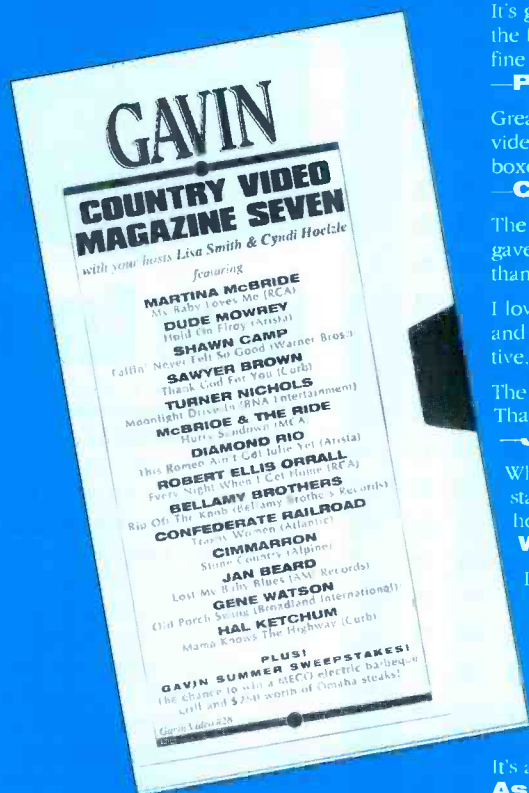 GAVIN
COUNTRY VIDEO
MAGAZINE SEVEN
with your hosts Lisa Smith & Cyndi Hoelzle
featuring
MARTINA McBRIDE
My Baby Loves Me (RCA)
DUDE MOWREY
Hold On Elroy (Arista)
SHAWN CAMP
Fallin' Never Felt So Good (Warner Bros.)
SAWYER BROWN
Thank God For You (Curb)
TURNER NICHOLS
Moonlight Drive-In (BNA Entertainment)
McBRIDE & THE RIDE
Hurry Sundown (MCA)
DIAMOND RIO
This Romeo Ain't Got Julie Yet (Arista)
ROBERT ELLIS ORRALL
Every Night When I Get Home (RCA)
BELLAMY BROTHERS
Rip Off The Knob (Bellamy Brothers Records)
CONFEDERATE RAILROAD
Trashy Women (Atlantic)
CIMMARRON
Stone Country (Alpine)
JAN BEARD
Lost My Baby Blues (AMI Records)
GENE WATSON
Old Porch Swing (Broadland International)
HAL KETCHUM
Mama Knows The Highway (Curb)
PLUS!
GAVIN SUMMER SWEEPSTAKES!
The chance to win a MECO electric barbeque
grill and $250 worth of Omaha steaks!
Gavin Video #28
It's g
the
fine
—P
Grea
vide
boxe
—C
The
gave
than
I lov
and
tive.
The
Tha
Wh
sta
ho
It's a
As